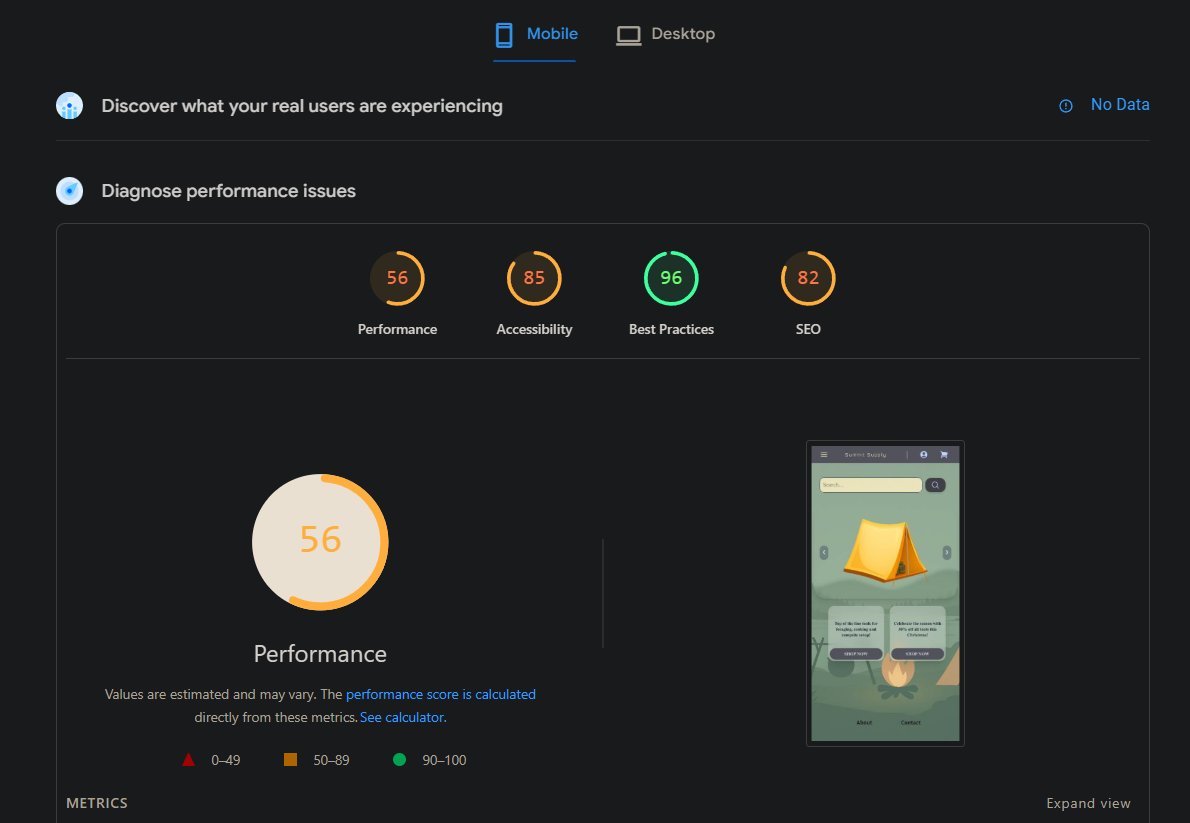 Mobile
Desktop
Discover what your real users are experiencing
No Data
Diagnose performance issues
56
85
96
82
Performance
Accessibility
Best Practices
SEO
56
Performance
Values are estimated and may vary. The performance score is calculated
directly from these metrics. See calculator.
0–49
50–89
90–100
Summit Supply
Search...
Top of the line tools for
foraging, cooking and
campsite setup!
SHOP NOW
Celebrate the season with
50% off all tents this
Christmas!
SHOP NOW
About
Contact
METRICS
Expand view